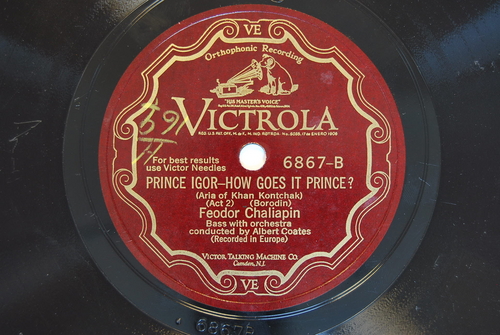 VE
Orthophonic Recording
"HIS MASTER'S VOICE"
VICTROLA
For best results
use Victor Needles
6867-B
PRINCE IGOR—HOW GOES IT PRINCE?
(Aria of Khan Kontchak)
(Act 2) (Borodin)
Feodor Chaliapin
Bass with orchestra
conducted by Albert Coates
(Recorded in Europe)
VICTOR TALKING MACHINE CO.
Camden, N.J.
VE